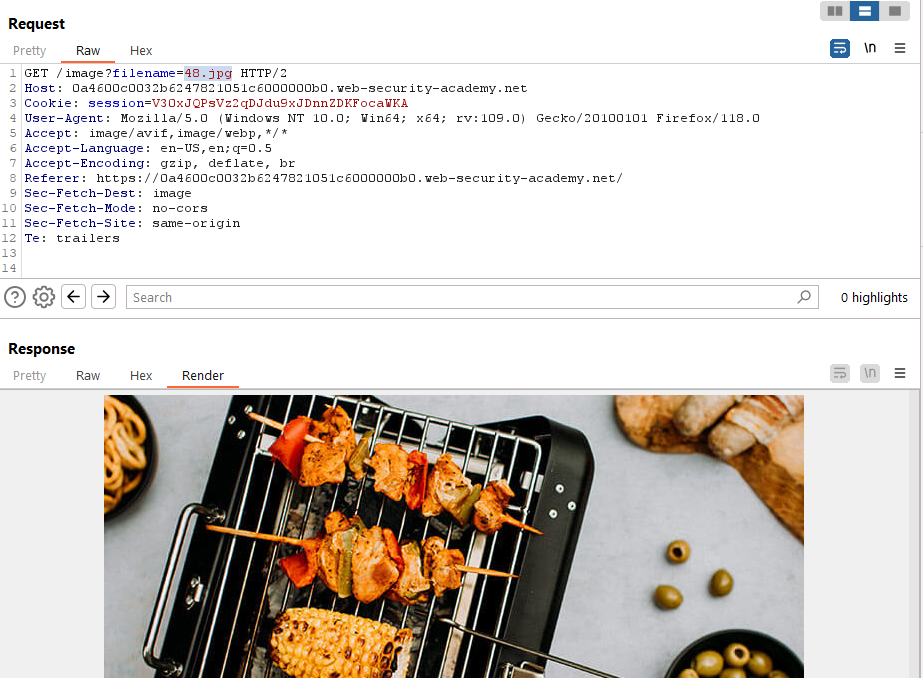 Request
Pretty Raw Hex
\n
1 GET /image?filename=48.jpg HTTP/2
2 Host: 0a4600c0032b6247821051c6000000b0.web-security-academy.net
3 Cookie: session=V3OxJQPsVz2qDJdu9xJDnnZDKFocaWKA
4 User-Agent: Mozilla/5.0 (Windows NT 10.0; Win64; x64; rv:109.0) Gecko/20100101 Firefox/118.0
5 Accept: image/avif,image/webp,*/*
6 Accept-Language: en-US,en;q=0.5
7 Accept-Encoding: gzip, deflate, br
8 Referer: https://0a4600c0032b6247821051c6000000b0.web-security-academy.net/
9 Sec-Fetch-Dest: image
10 Sec-Fetch-Mode: no-cors
11 Sec-Fetch-Site: same-origin
12 Te: trailers
13
14
? Search 0 highlights
Response
Pretty Raw Hex Render
\n